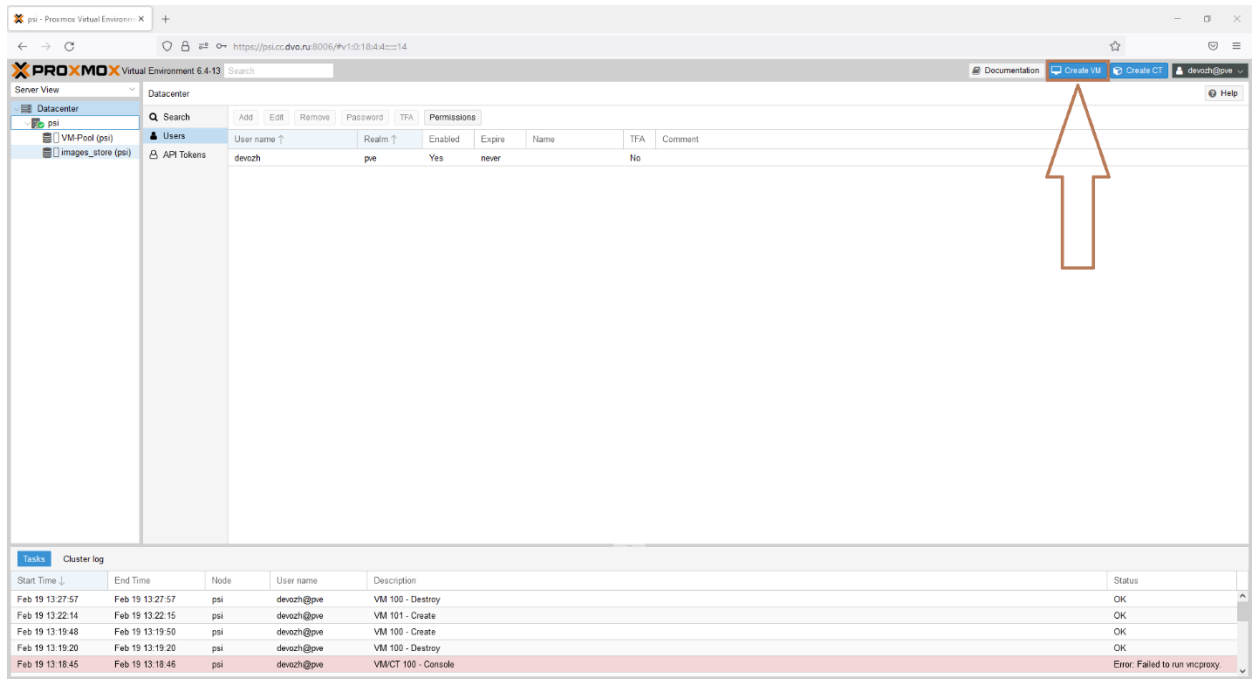 psi - Proxmox Virtual Environm
https://psi.cc.dvo.ru:8006/#v1:0:18:4:4:::::14
PROXMOX Virtual Environment 6.4-13 Search Documentation Create VM Create CT devozh@pve
Server View Datacenter Help
Datacenter
psi
VM-Pool (psi)
images_store (psi)
Search
Users
API Tokens
Add Edit Remove Password TFA Permissions
User name Realm Enabled Expire Name TFA Comment
devozh pve Yes never No
Tasks Cluster log
Start Time End Time Node User name Description Status
Feb 19 13:27:57 Feb 19 13:27:57 psi devozh@pve VM 100 - Destroy OK
Feb 19 13:22:14 Feb 19 13:22:15 psi devozh@pve VM 101 - Create OK
Feb 19 13:19:48 Feb 19 13:19:50 psi devozh@pve VM 100 - Create OK
Feb 19 13:19:20 Feb 19 13:19:20 psi devozh@pve VM 100 - Destroy OK
Feb 19 13:18:45 Feb 19 13:18:46 psi devozh@pve VM/CT 100 - Console Error: Failed to run vncproxy.